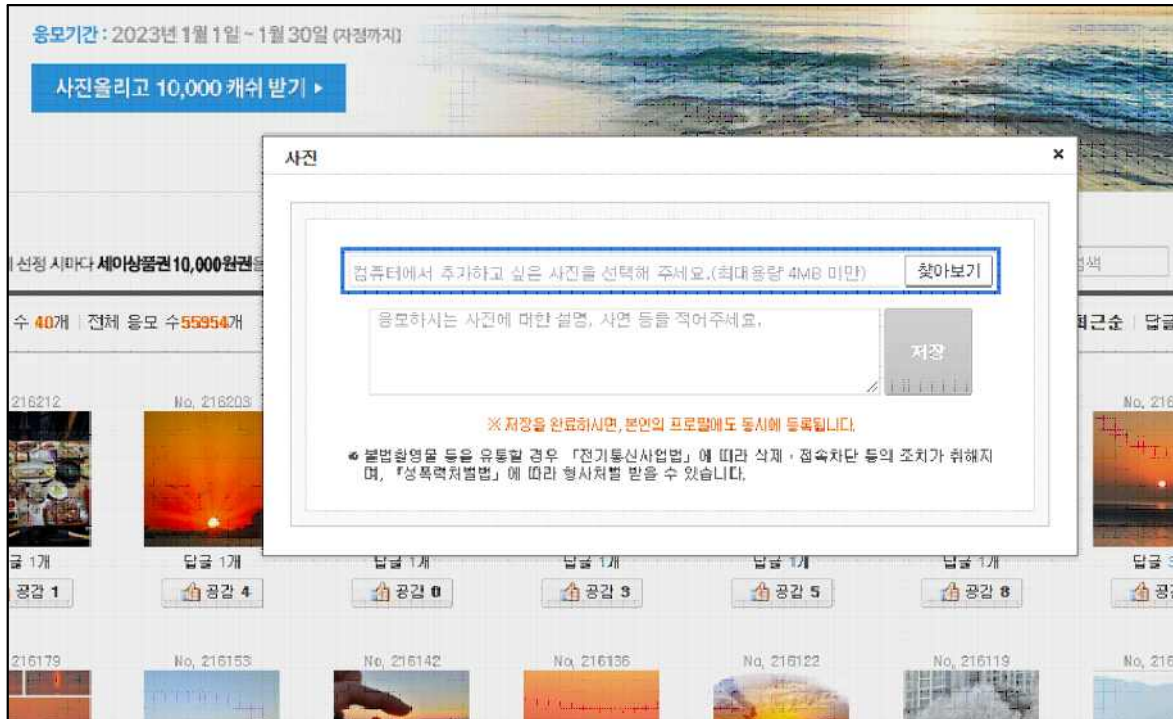 응모기간 : 2023년 1월 1일 ~ 1월 30일 (자정까지)
사진올리고 10,000 캐쉬 받기
사진
×
선정 시마다 세이상품권 10,000원권을
검색
컴퓨터에서 추가하고 싶은 사진을 선택해 주세요.(최대용량 4MB 미만)
찾아보기
수 40개 | 전체 응모 수 55954개
최근순 | 답글
응모하시는 사진에 대한 설명, 사연 등을 적어주세요.
저장
216212
No, 216203
No, 216
※ 저장을 완료하시면, 본인의 프로필에도 동시에 등록됩니다.
불법촬영물 등을 유통할 경우 「전기통신사업법」에 따라 삭제·접속차단 등의 조치가 취해지
며, 「성폭력처벌법」에 따라 형사처벌 받을 수 있습니다.
글 1개
답글 1개
답글 1개
답글 1개
답글 1개
답글 1개
답글 3
공감 1
공감 4
공감 0
공감 3
공감 5
공감 8
216179
No, 216153
No, 216142
No, 216136
No, 216122
No, 216119
No, 216